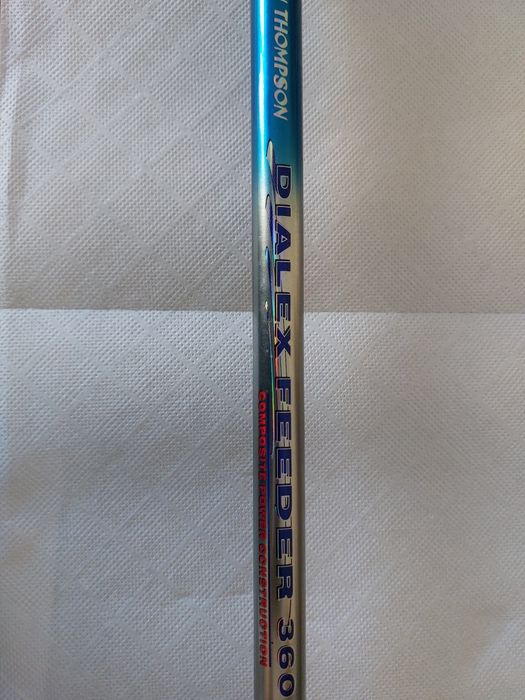 THOMPSON
DIALEX FEEDER 360
COMPOSITE POWER CONSTRUCTION